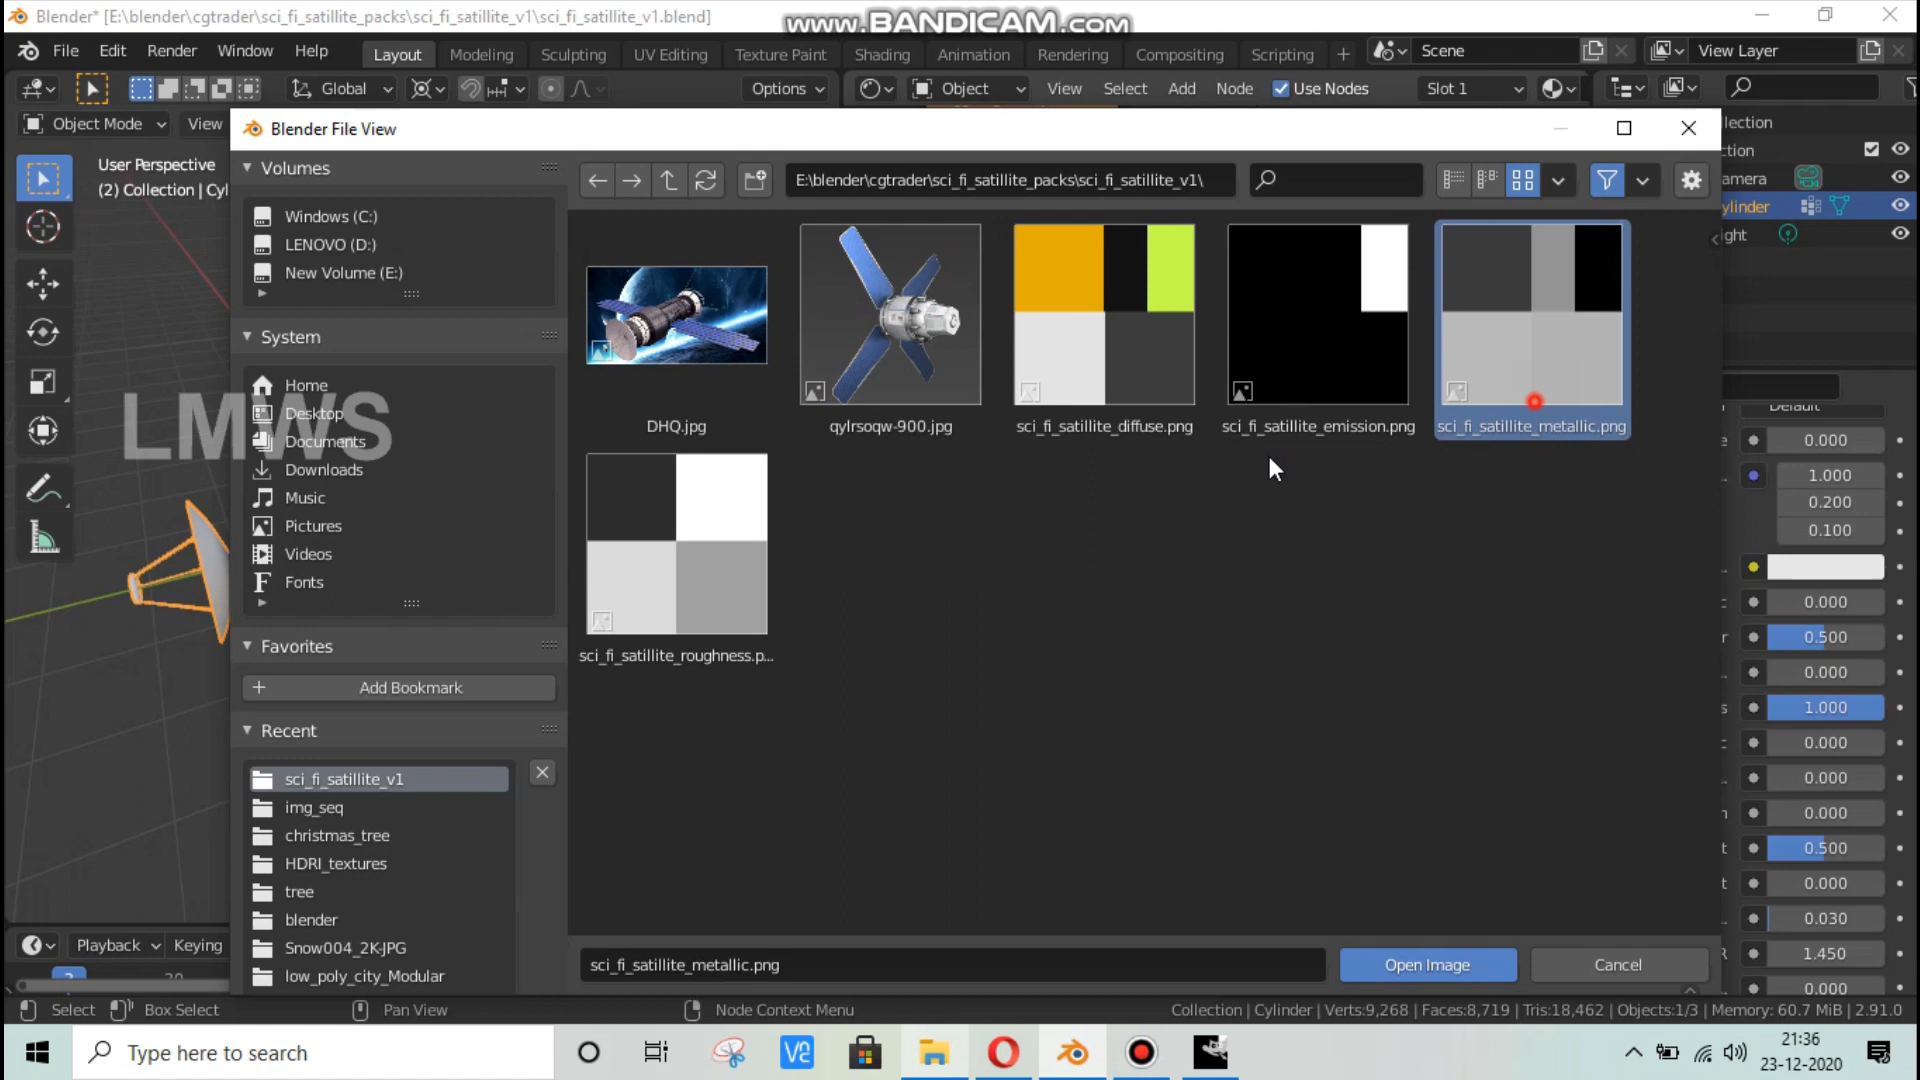 Blender* [E:\blender\cgtrader\sci_fi_satillite_packs\sci_fi_satillite_v1\sci_fi_satillite_v1.blend]
www.BANDICAM.com
File Edit Render Window Help Layout Modeling Sculpting UV Editing Texture Paint Shading Animation Rendering Compositing Scripting + Scene View Layer
Global Options Object View Select Add Node Use Nodes Slot 1
Object Mode View
Blender File View
llection
User Perspective
(2) Collection | Cyl
Volumes
E:\blender\cgtrader\sci_fi_satillite_packs\sci_fi_satillite_v1\
ction
amera
ylinder
ight
Windows (C:)
LENOVO (D:)
New Volume (E:)
System
Home
Desktop
Documents
Downloads
Music
Pictures
Videos
Fonts
LMWS
DHQ.jpg
qylrsoqw-900.jpg
sci_fi_satillite_diffuse.png
sci_fi_satillite_emission.png
sci_fi_satillite_metallic.png
sci_fi_satillite_roughness.p...
Favorites
Add Bookmark
Recent
sci_fi_satillite_v1
img_seq
christmas_tree
HDRI_textures
tree
blender
Snow004_2K-JPG
low_poly_city_Modular
Default
0.000
1.000
0.200
0.100
0.000
0.500
0.000
1.000
0.000
0.000
0.000
0.500
0.000
0.030
1.450
0.000
sci_fi_satillite_metallic.png
Open Image
Cancel
Playback Keying
Select Box Select Pan View Node Context Menu Collection | Cylinder | Verts:9,268 | Faces:8,719 | Tris:18,462 | Objects:1/3 | Memory: 60.7 MiB | 2.91.0
Type here to search
21:36
23-12-2020